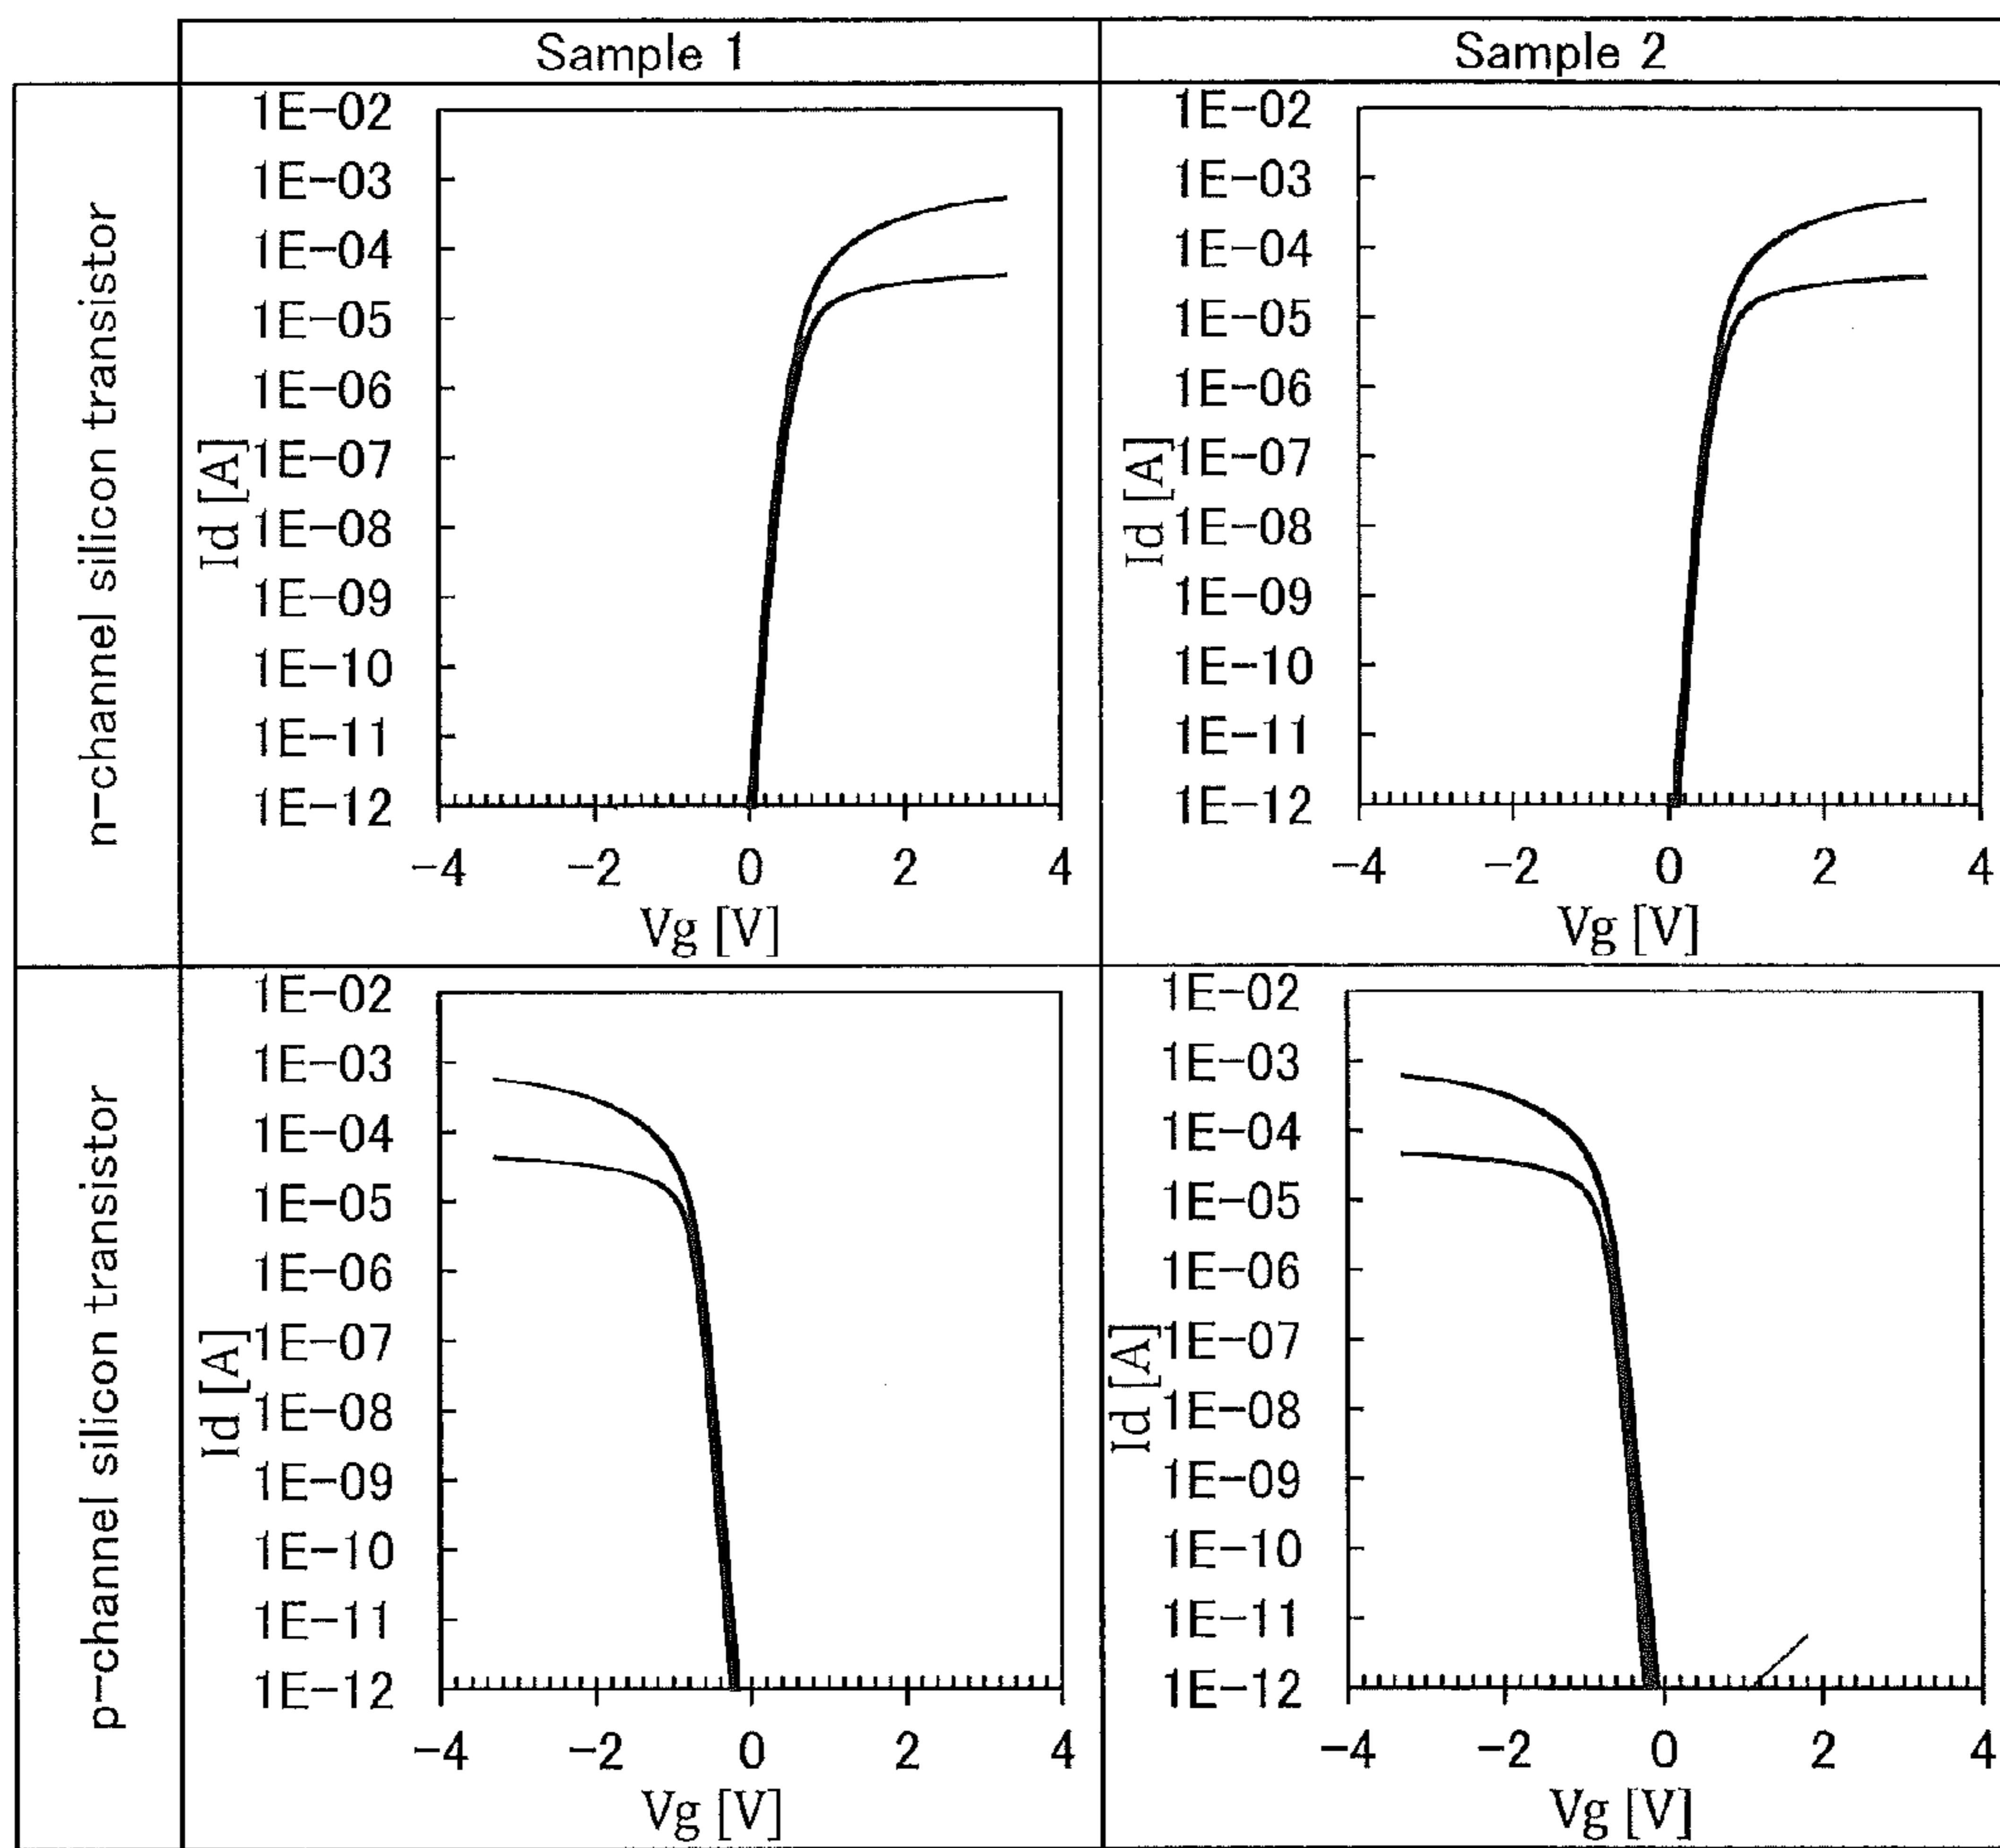 Sample 1
Sample 2
n-channel silicon transistor
Id [A]
1E-02
1E-03
1E-04
1E-05
1E-06
1E-07
1E-08
1E-09
1E-10
1E-11
1E-12
-4 -2 0 2 4
Vg [V]
Id [A]
1E-02
1E-03
1E-04
1E-05
1E-06
1E-07
1E-08
1E-09
1E-10
1E-11
1E-12
-4 -2 0 2 4
Vg [V]
p-channel silicon transistor
Id [A]
1E-02
1E-03
1E-04
1E-05
1E-06
1E-07
1E-08
1E-09
1E-10
1E-11
1E-12
-4 -2 0 2 4
Vg [V]
Id [A]
1E-02
1E-03
1E-04
1E-05
1E-06
1E-07
1E-08
1E-09
1E-10
1E-11
1E-12
-4 -2 0 2 4
Vg [V]